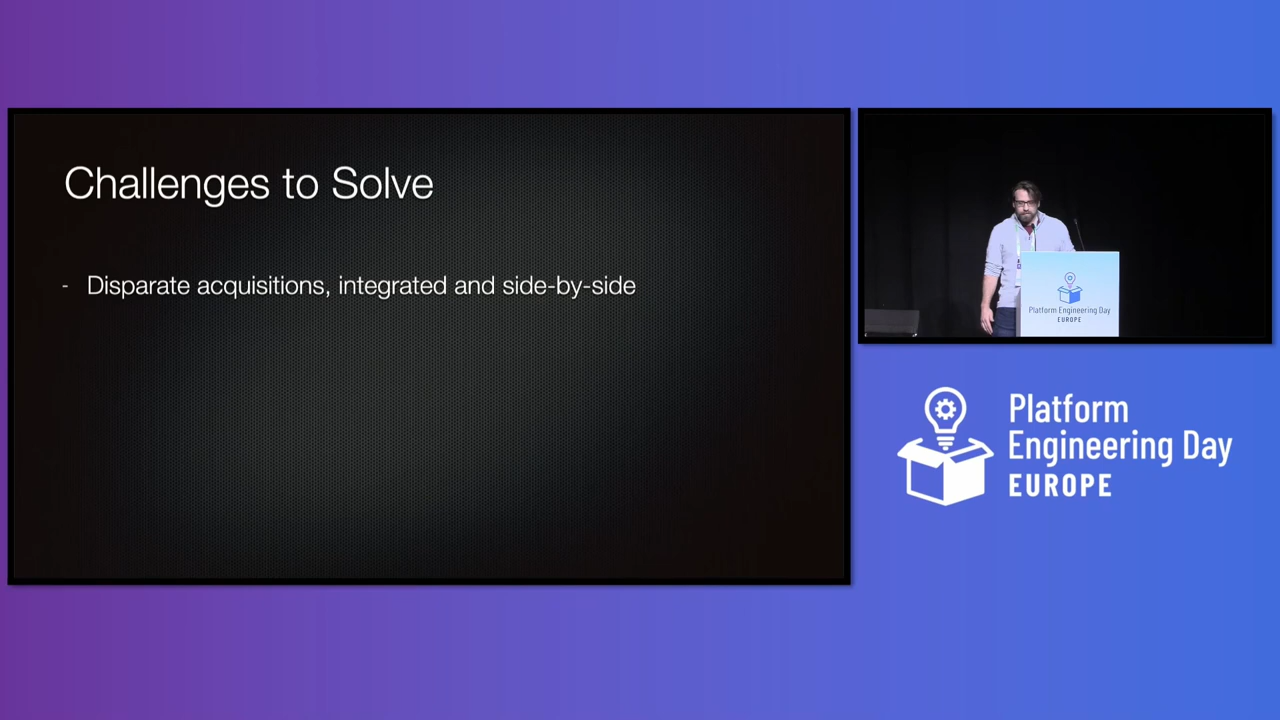 Challenges to Solve
- Disparate acquisitions, integrated and side-by-side
Platform Engineering Day
EUROPE
Platform
Engineering Day
EUROPE